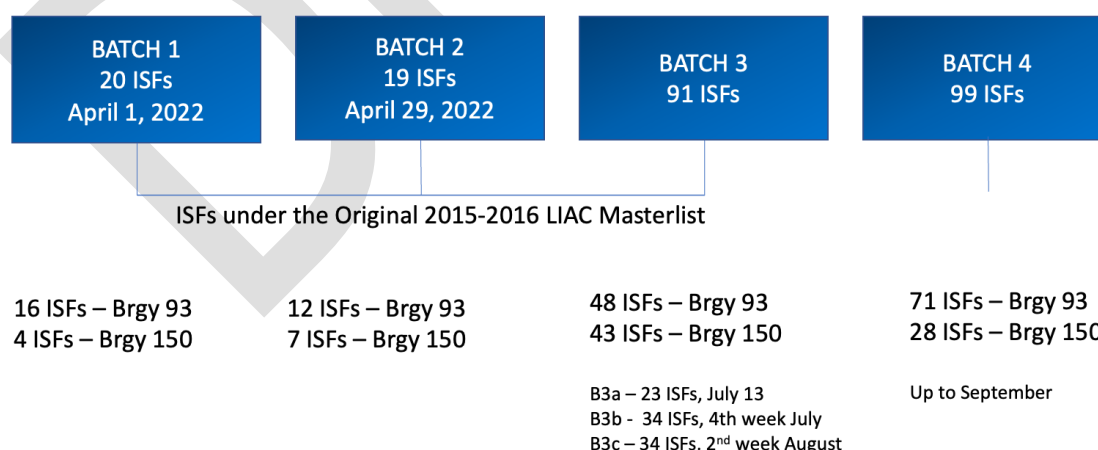 BATCH 1
20 ISFs
April 1, 2022
BATCH 2
19 ISFs
April 29, 2022
BATCH 3
91 ISFs
BATCH 4
99 ISFs
ISFs under the Original 2015-2016 LIAC Masterlist
16 ISFs – Brgy 93
4 ISFs – Brgy 150
12 ISFs – Brgy 93
7 ISFs – Brgy 150
48 ISFs – Brgy 93
43 ISFs – Brgy 150
B3a – 23 ISFs, July 13
B3b - 34 ISFs, 4th week July
B3c – 34 ISFs, 2nd week August
71 ISFs – Brgy 93
28 ISFs – Brgy 150
Up to September